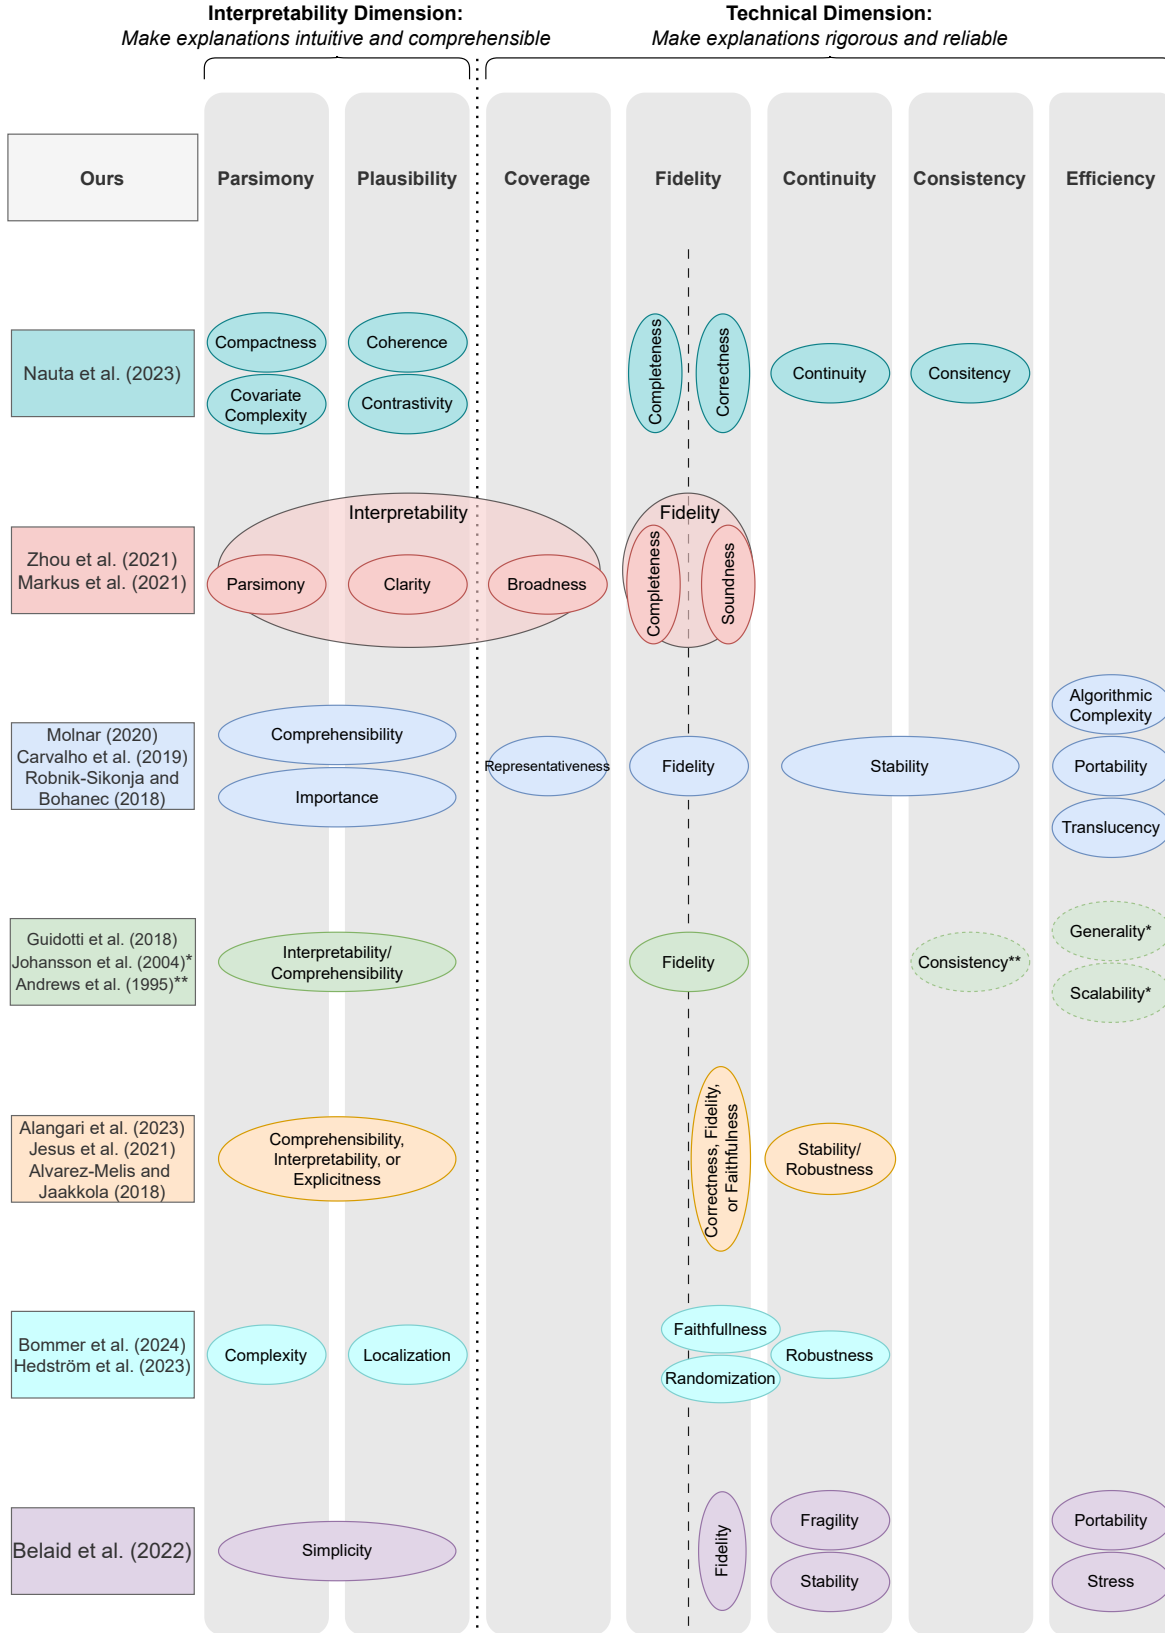 Interpretability Dimension:
Make explanations intuitive and comprehensible
Technical Dimension:
Make explanations rigorous and reliable
Ours
Parsimony
Plausibility
Coverage
Fidelity
Continuity
Consistency
Efficiency
Nauta et al. (2023)
Compactness
Covariate
Complexity
Coherence
Contrastivity
Completeness
Correctness
Continuity
Consitency
Zhou et al. (2021)
Markus et al. (2021)
Interpretability
Parsimony
Clarity
Broadness
Fidelity
Completeness
Soundness
Molnar (2020)
Carvalho et al. (2019)
Robnik-Sikonja and
Bohanec (2018)
Comprehensibility
Importance
Representativeness
Fidelity
Stability
Algorithmic
Complexity
Portability
Translucency
Guidotti et al. (2018)
Johansson et al. (2004)*
Andrews et al. (1995)**
Interpretability/
Comprehensibility
Fidelity
Consistency**
Generality*
Scalability*
Alangari et al. (2023)
Jesus et al. (2021)
Alvarez-Melis and
Jaakkola (2018)
Comprehensibility,
Interpretability, or
Explicitness
Correctness, Fidelity,
or Faithfulness
Stability/
Robustness
Bommer et al. (2024)
Hedström et al. (2023)
Complexity
Localization
Faithfullness
Randomization
Robustness
Belaid et al. (2022)
Simplicity
Fidelity
Fragility
Stability
Portability
Stress